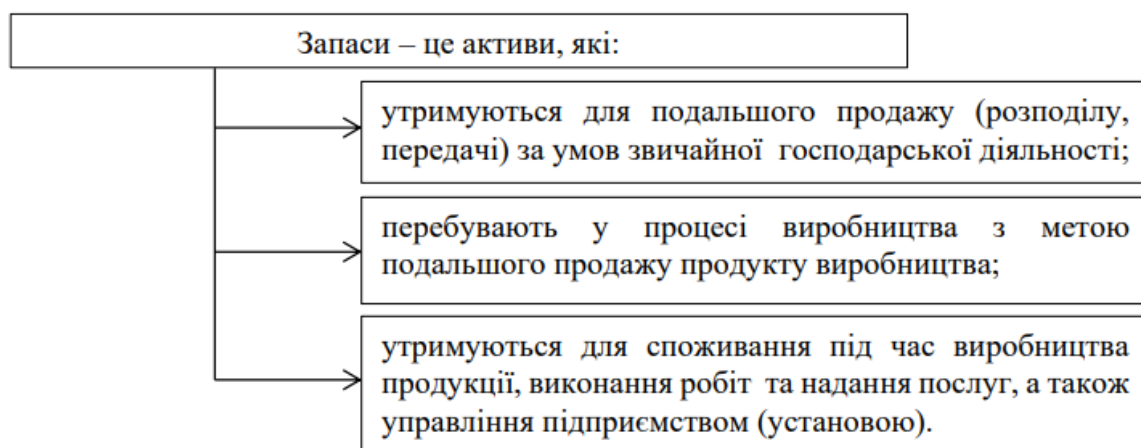 Запаси – це активи, які:
утримуються для подальшого продажу (розподілу,
передачі) за умов звичайної господарської діяльності;
перебувають у процесі виробництва з метою
подальшого продажу продукту виробництва;
утримуються для споживання під час виробництва
продукції, виконання робіт та надання послуг, а також
управління підприємством (установою).